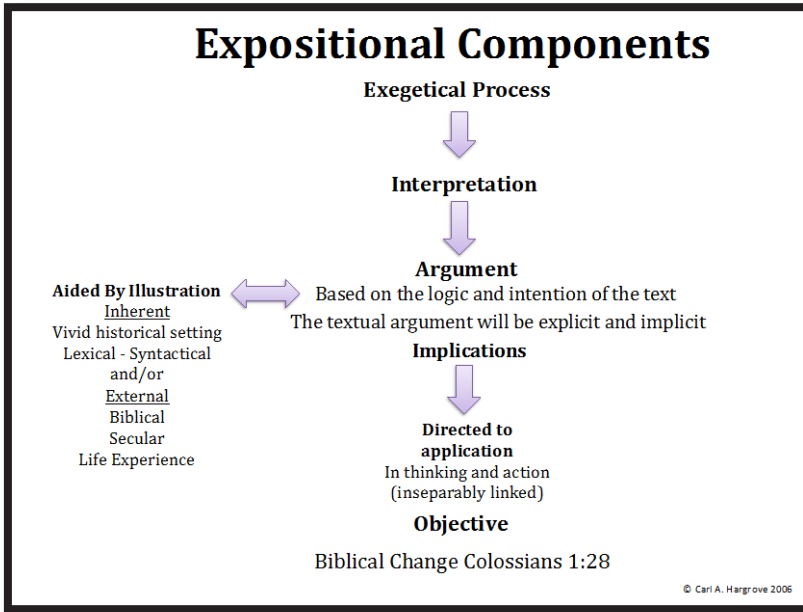 Expositional Components
Exegetical Process
Interpretation
Argument
Based on the logic and intention of the text
The textual argument will be explicit and implicit
Implications
Aided By Illustration
Inherent
Vivid historical setting
Lexical - Syntactical
and/or
External
Biblical
Secular
Life Experience
Directed to
application
In thinking and action
(inseparably linked)
Objective
Biblical Change Colossians 1:28
© Carl A. Hargrove 2006